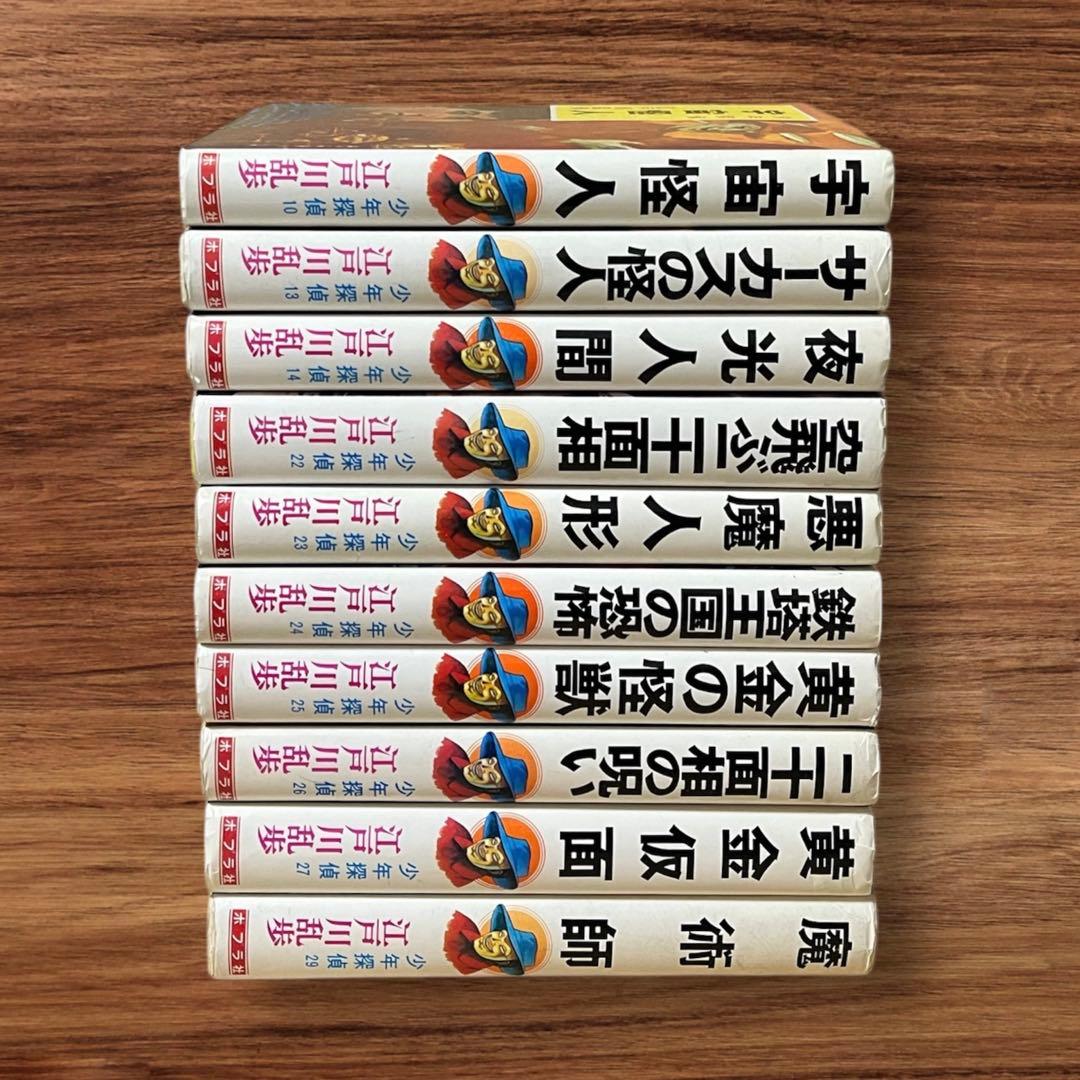 宇宙怪人
少年探偵 10
江戸川乱歩
ポプラ社
サーカスの怪人
少年探偵 13
江戸川乱歩
ポプラ社
夜光人間
少年探偵 14
江戸川乱歩
ポプラ社
空飛ぶ二十面相
少年探偵 22
江戸川乱歩
ポプラ社
悪魔人形
少年探偵 23
江戸川乱歩
ポプラ社
鉄塔王国の恐怖
少年探偵 24
江戸川乱歩
ポプラ社
黄金の怪獣
少年探偵 25
江戸川乱歩
ポプラ社
二十面相の呪い
少年探偵 26
江戸川乱歩
ポプラ社
黄金仮面
少年探偵 27
江戸川乱歩
ポプラ社
魔術師
少年探偵 29
江戸川乱歩
ポプラ社